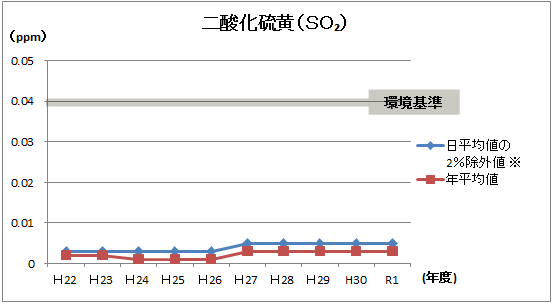 二酸化硫黄（SO₂）
（ppm）
0.05
0.04
環境基準
0.03
日平均値の
2%除外値 ※
0.02
年平均値
0.01
0
H22 H23 H24 H25 H26 H27 H28 H29 H30 R1 (年度)